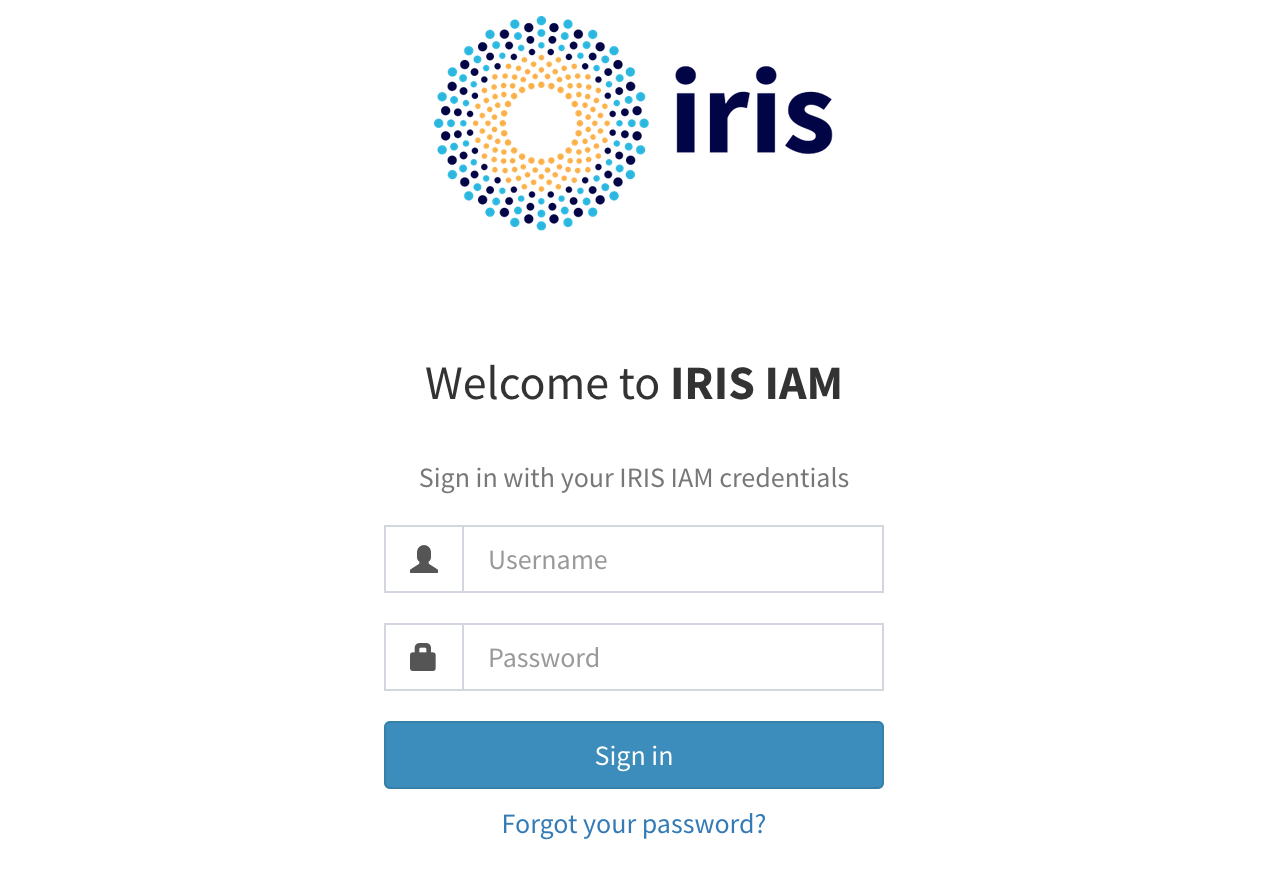 iris
Welcome to IRIS IAM
Sign in with your IRIS IAM credentials
Username
Password
Sign in
Forgot your password?